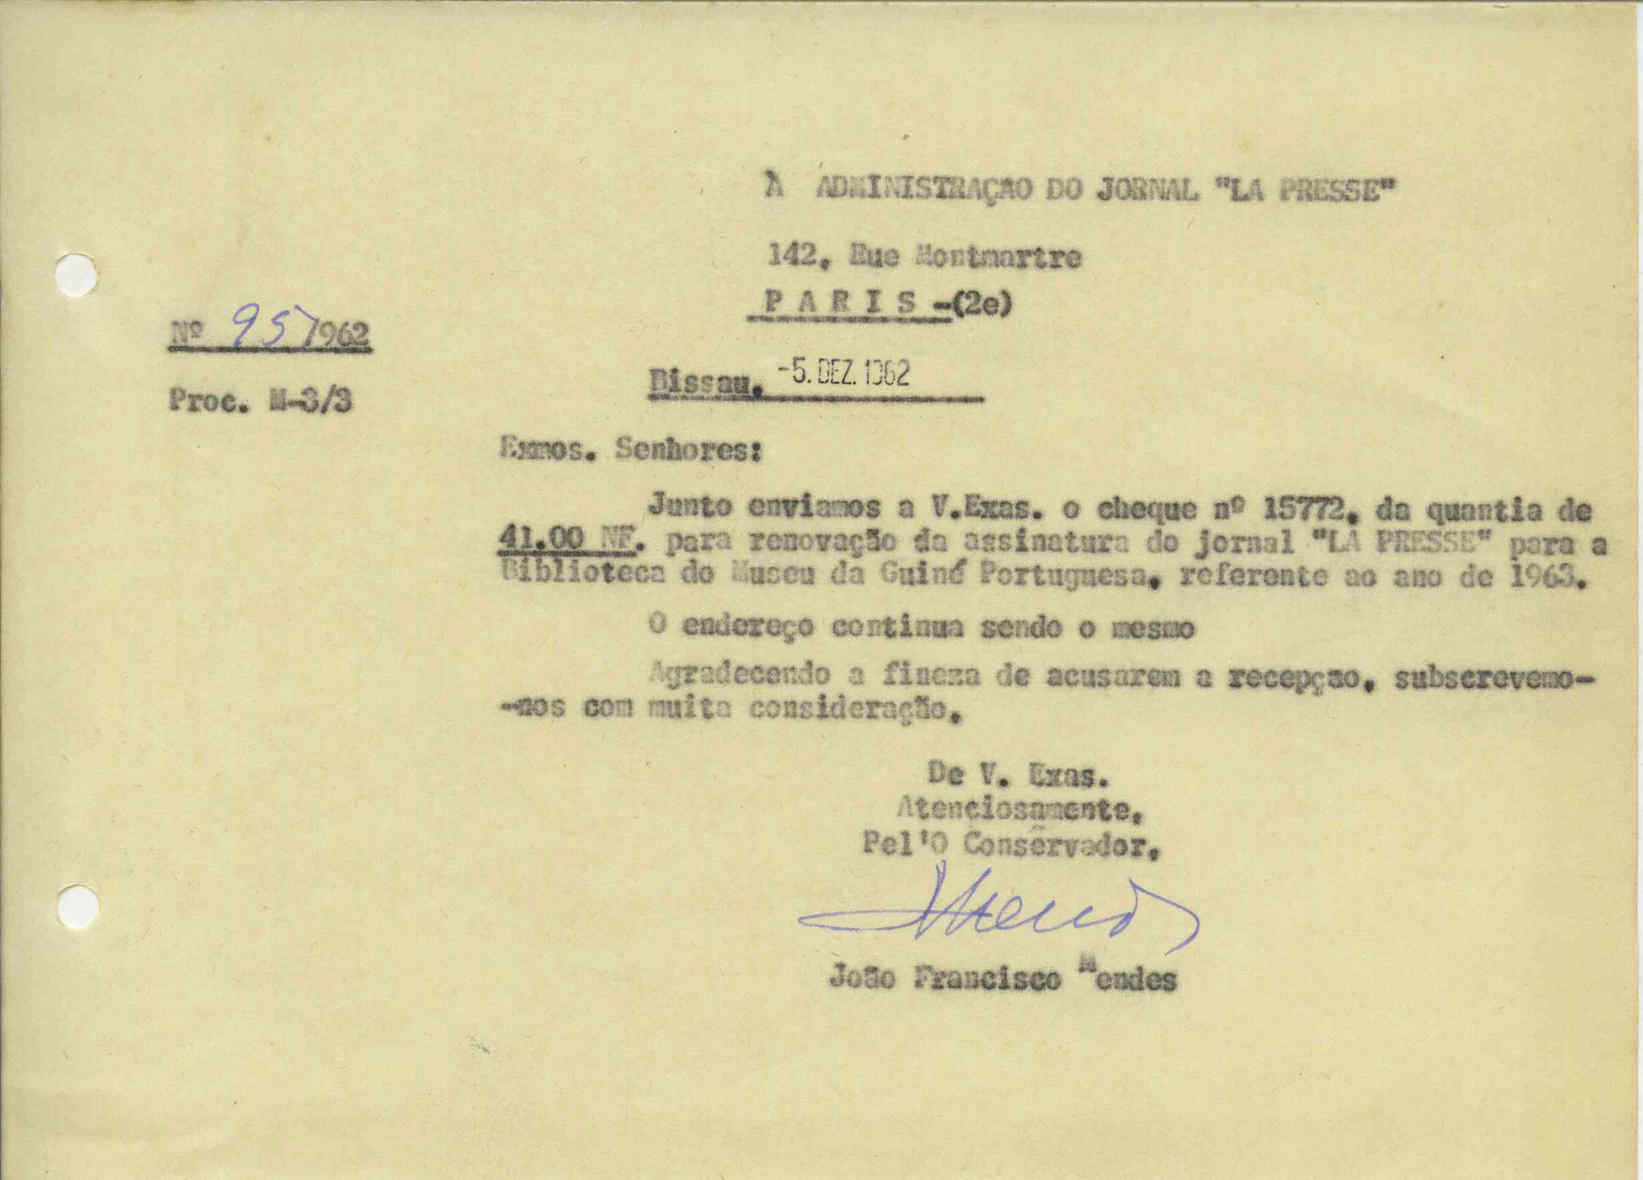 À ADMINISTRAÇÃO DO JORNAL "LA PRESSE"
142, Rue Montmartre
P A R I S -(2e)
Nº 95/962
Proc. M-3/3
Bissau, -5. DEZ. 1962
Exmos. Senhores:
Junto enviamos a V.Exas. o cheque nº 15772, da quantia de
41.00 NF. para renovação da assinatura do jornal "LA PRESSE" para a
Biblioteca do Museu da Guiné Portuguesa, referente ao ano de 1963.
O endereço continua sendo o mesmo
Agradecendo a fineza de acusarem a recepçao, subscrevemo-
-nos com muita consideração.
De V. Exas.
Atenciosamente,
Pel'O Conservador,
Mendes
João Francisco Mendes